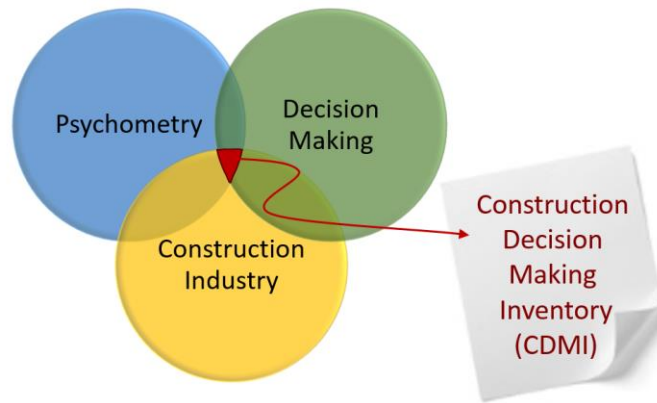 Psychometry
Decision
Making
Construction
Industry
Construction
Decision
Making
Inventory
(CDMI)